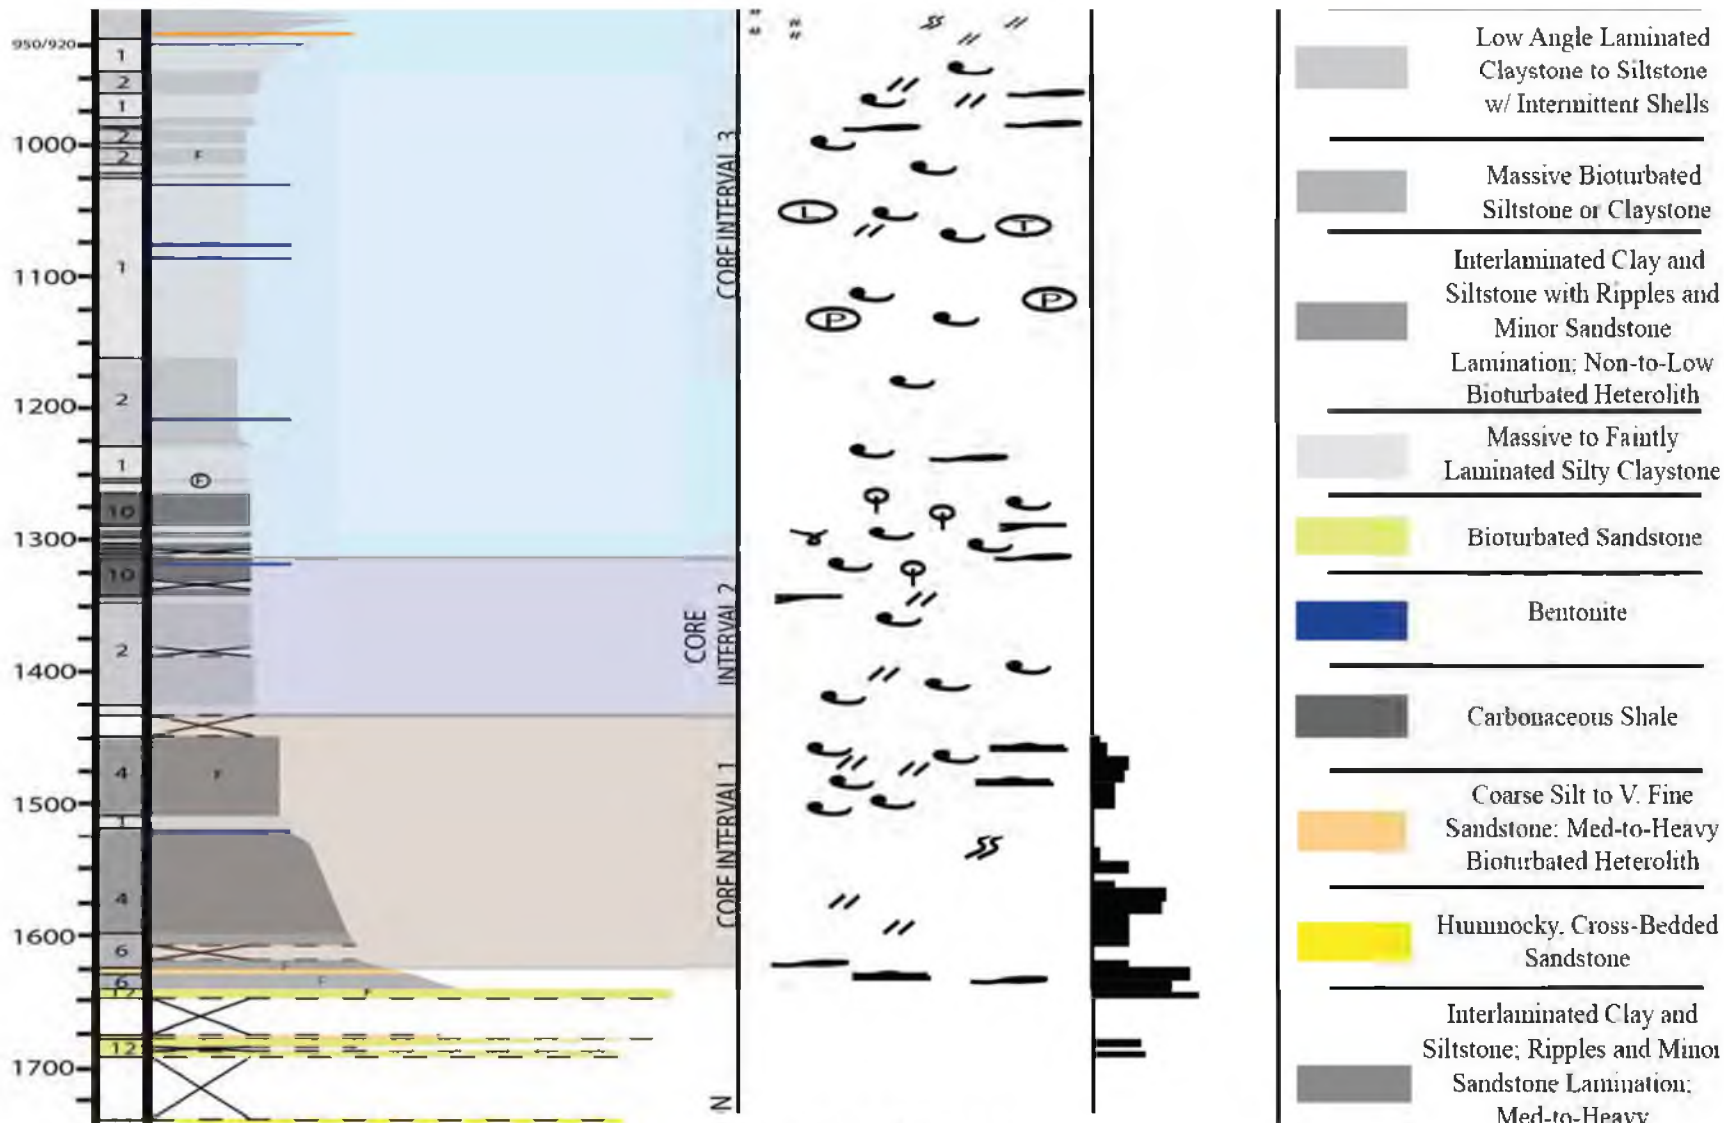 950/920
1000
1100
1200
1300
1400
1500
1600
1700
1
2
1
2
2
1
2
1
10
10
2
4
1
4
6
6
12
12
F
F
F
F
F
F
CORE INTERVAL 3
CORE
INTERVAL 2
CORE INTERVAL 1
N
L
T
P
P
Low Angle Laminated
Claystone to Siltstone
w/ Intermittent Shells
Massive Bioturbated
Siltstone or Claystone
Interlaminated Clay and
Siltstone with Ripples and
Minor Sandstone
Lamination; Non-to-Low
Bioturbated Heterolith
Massive to Faintly
Laminated Silty Claystone
Bioturbated Sandstone
Bentonite
Carbonaceous Shale
Coarse Silt to V. Fine
Sandstone: Med-to-Heavy
Bioturbated Heterolith
Hummocky, Cross-Bedded
Sandstone
Interlaminated Clay and
Siltstone; Ripples and Minor
Sandstone Lamination;
Med-to-Heavy